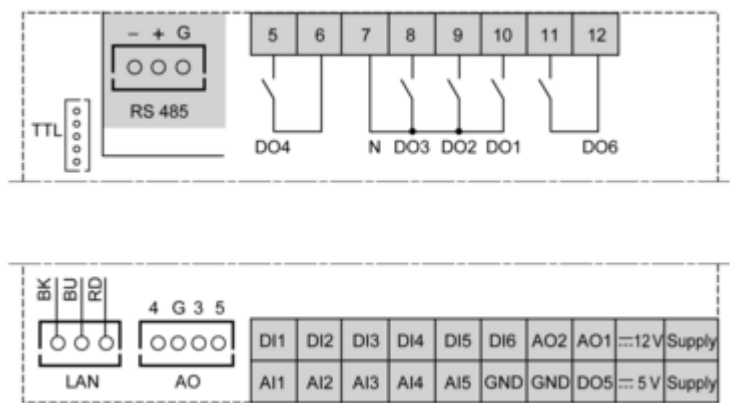 − + G
5 6 7 8 9 10 11 12
RS 485
TTL
DO4 N DO3 DO2 DO1 DO6
BK BU RD
4 G 3 5
DI1 DI2 DI3 DI4 DI5 DI6 AO2 AO1 ⎓12 V Supply
AI1 AI2 AI3 AI4 AI5 GND GND DO5 ⎓ 5 V Supply
LAN AO